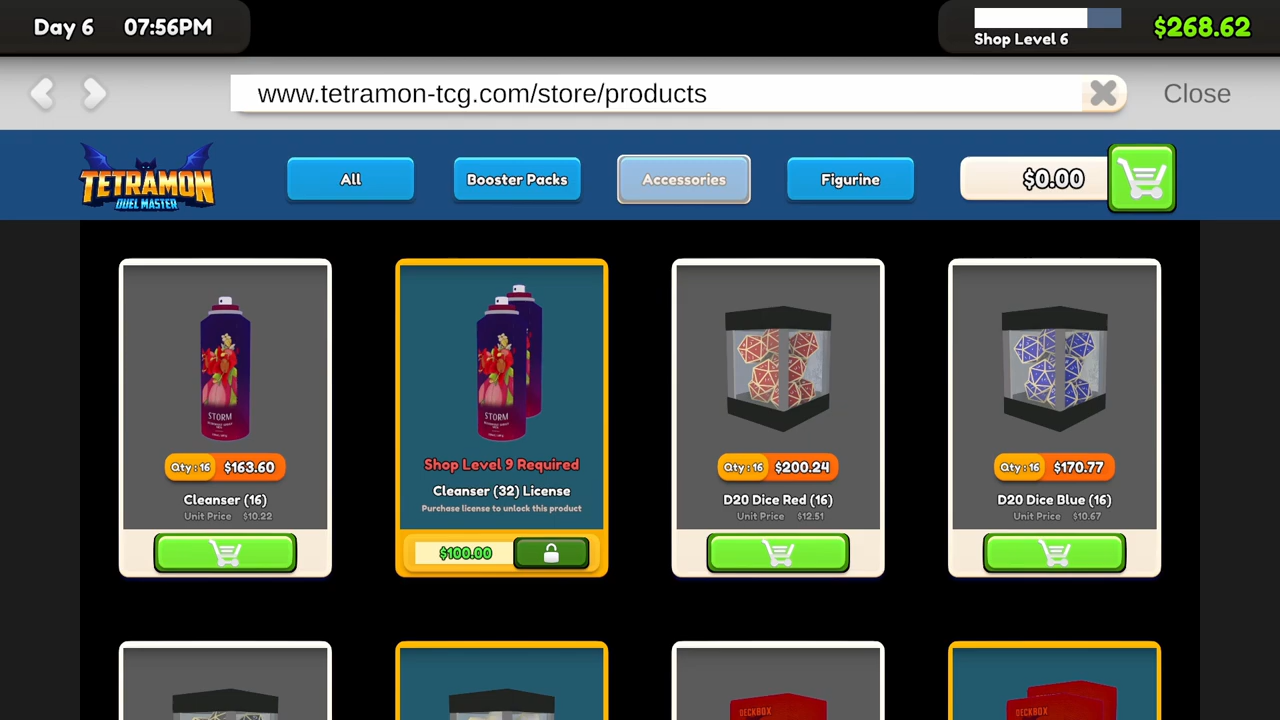 Day 6 07:56PM
Shop Level 6
$268.62
www.tetramon-tcg.com/store/products
Close
TETRAMON
DUEL MASTER
All
Booster Packs
Accessories
Figurine
$0.00
STORM
Qty : 16 $163.60
Cleanser (16)
Unit Price $10.22
STORM
Shop Level 9 Required
Cleanser (32) License
Purchase license to unlock this product
$100.00
Qty : 16 $200.24
D20 Dice Red (16)
Unit Price $12.51
Qty : 16 $170.77
D20 Dice Blue (16)
Unit Price $10.67
DECKBOX
DECKBOX